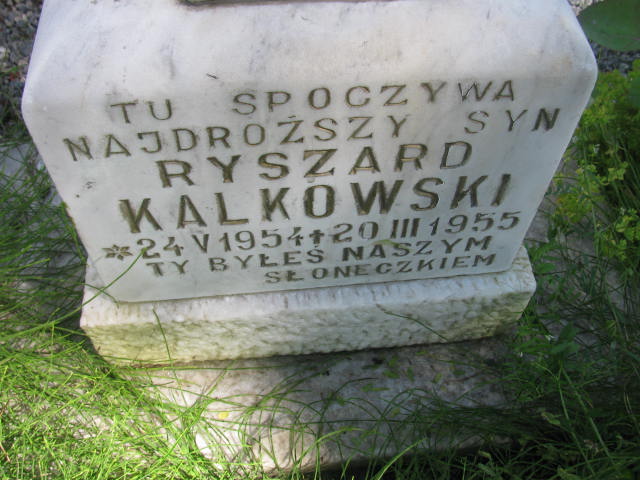 TU SPOCZYWA
NAJDROŻSZY SYN
RYSZARD
KALKOWSKI
* 24 V 1954 † 20 III 1955
TY BYŁEŚ NASZYM
SŁONECZKIEM